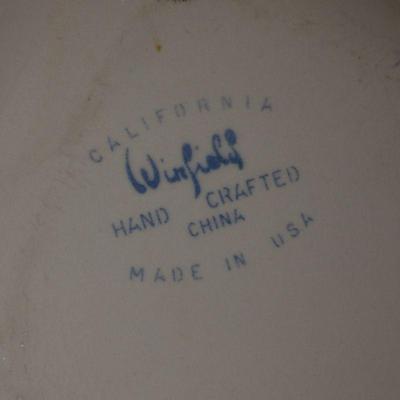 CALIFORNIA
Winfield
HAND CRAFTED
CHINA
MADE IN USA